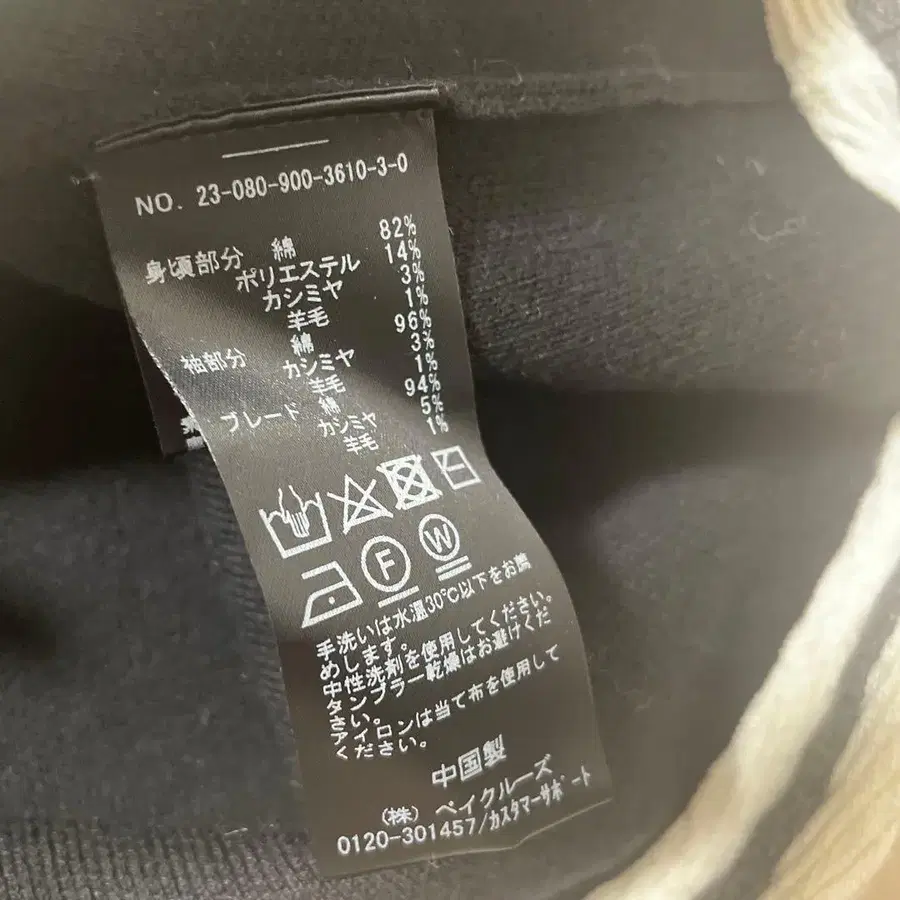 NO. 23-080-900-3610-3-0
身頃部分 綿 82%
ポリエステル 14%
カシミヤ 3%
羊毛 1%
袖部分 綿 96%
カシミヤ 3%
羊毛 1%
ブレード 綿 94%
カシミヤ 5%
羊毛 1%
F W
手洗いは水温30℃以下をお薦
めします。
中性洗剤を使用してください。
タンブラー乾燥はお避けくだ
さい。
アイロンは当て布を使用して
ください。
中国製
(株) ベイクルーズ
0120-301457/カスタマーサポート